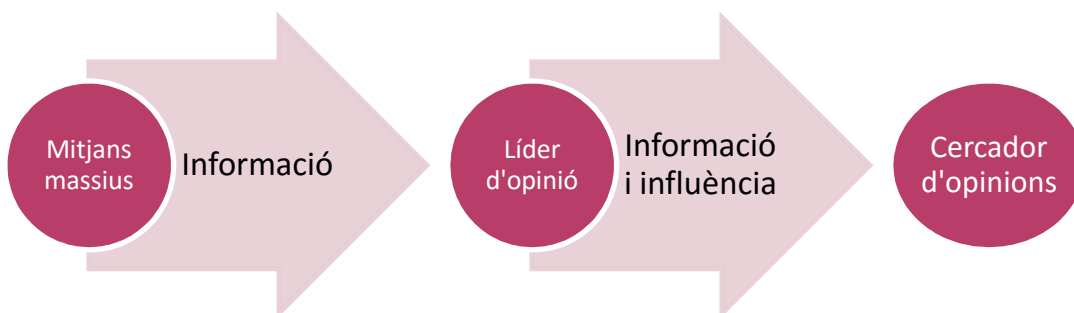 Mitjans
massius
Informació
Líder
d'opinió
Informació
i influència
Cercador
d'opinions